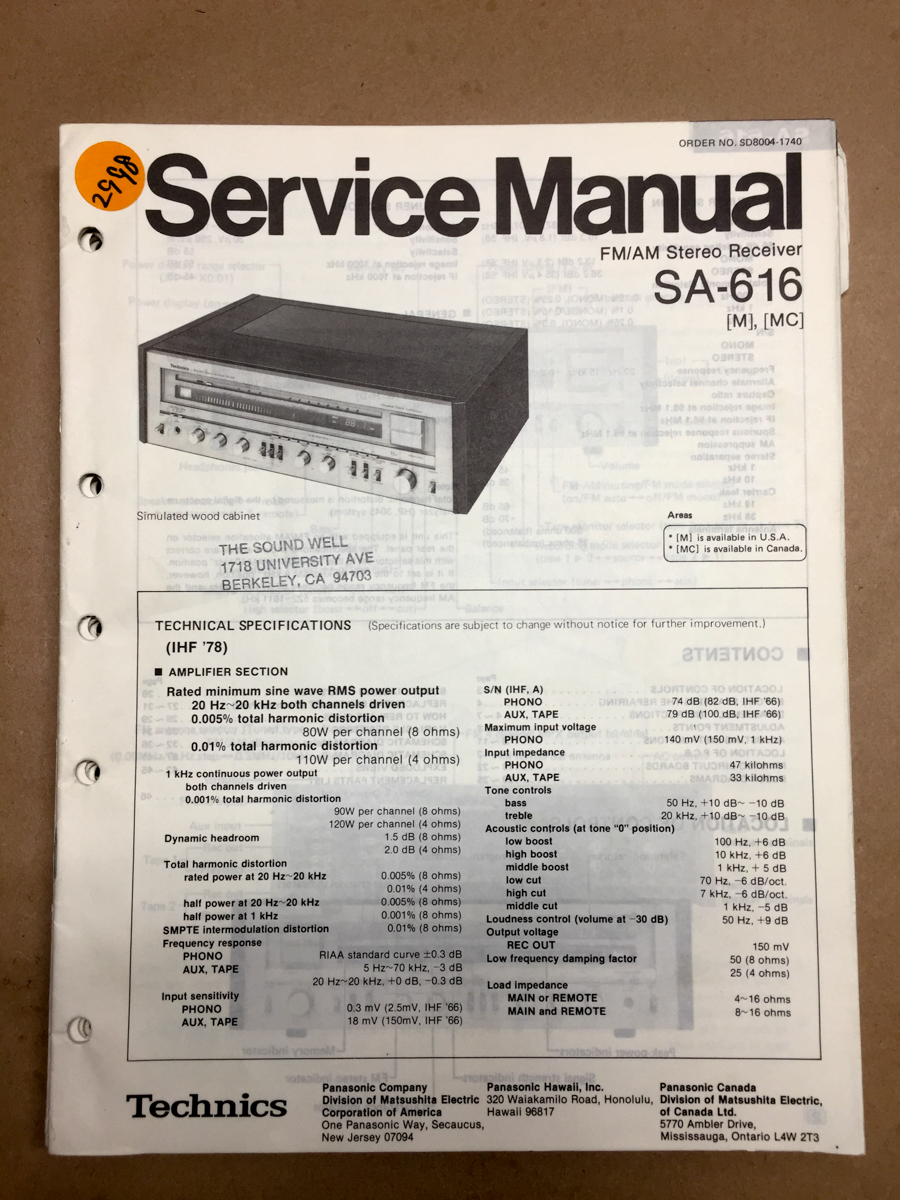 2598
ORDER NO. SD8004-1740
Service Manual
FM/AM Stereo Receiver
SA-616
[M], [MC]
Technics
Simulated wood cabinet
Areas
* [M] is available in U.S.A.
* [MC] is available in Canada.
THE SOUND WELL
1718 UNIVERSITY AVE
BERKELEY, CA 94703
TECHNICAL SPECIFICATIONS (Specifications are subject to change without notice for further improvement.)
(IHF '78)
■ AMPLIFIER SECTION
Rated minimum sine wave RMS power output
20 Hz~20 kHz both channels driven
0.005% total harmonic distortion
80W per channel (8 ohms)
0.01% total harmonic distortion
110W per channel (4 ohms)
1 kHz continuous power output
both channels driven
0.001% total harmonic distortion
90W per channel (8 ohms)
120W per channel (4 ohms)
Dynamic headroom 1.5 dB (8 ohms)
2.0 dB (4 ohms)
Total harmonic distortion
rated power at 20 Hz~20 kHz 0.005% (8 ohms)
0.01% (4 ohms)
half power at 20 Hz~20 kHz 0.005% (8 ohms)
half power at 1 kHz 0.001% (8 ohms)
SMPTE intermodulation distortion 0.01% (8 ohms)
Frequency response
PHONO RIAA standard curve ±0.3 dB
AUX, TAPE 5 Hz~70 kHz, −3 dB
20 Hz~20 kHz, +0 dB, −0.3 dB
Input sensitivity
PHONO 0.3 mV (2.5mV, IHF '66)
AUX, TAPE 18 mV (150mV, IHF '66)
S/N (IHF, A)
PHONO 74 dB (82 dB, IHF '66)
AUX, TAPE 79 dB (100 dB, IHF '66)
Maximum input voltage
PHONO 140 mV (150 mV, 1 kHz)
Input impedance
PHONO 47 kilohms
AUX, TAPE 33 kilohms
Tone controls
bass 50 Hz, +10 dB~ −10 dB
treble 20 kHz, +10 dB~ −10 dB
Acoustic controls (at tone "0" position)
low boost 100 Hz, +6 dB
high boost 10 kHz, +6 dB
middle boost 1 kHz, + 5 dB
low cut 70 Hz, −6 dB/oct.
high cut 7 kHz, −6 dB/oct.
middle cut 1 kHz, −5 dB
Loudness control (volume at −30 dB) 50 Hz, +9 dB
Output voltage
REC OUT 150 mV
Low frequency damping factor 50 (8 ohms)
25 (4 ohms)
Load impedance
MAIN or REMOTE 4~16 ohms
MAIN and REMOTE 8~16 ohms
Technics
Panasonic Company
Division of Matsushita Electric
Corporation of America
One Panasonic Way, Secaucus,
New Jersey 07094
Panasonic Hawaii, Inc.
320 Waiakamilo Road, Honolulu,
Hawaii 96817
Panasonic Canada
Division of Matsushita Electric,
of Canada Ltd.
5770 Ambler Drive,
Mississauga, Ontario L4W 2T3